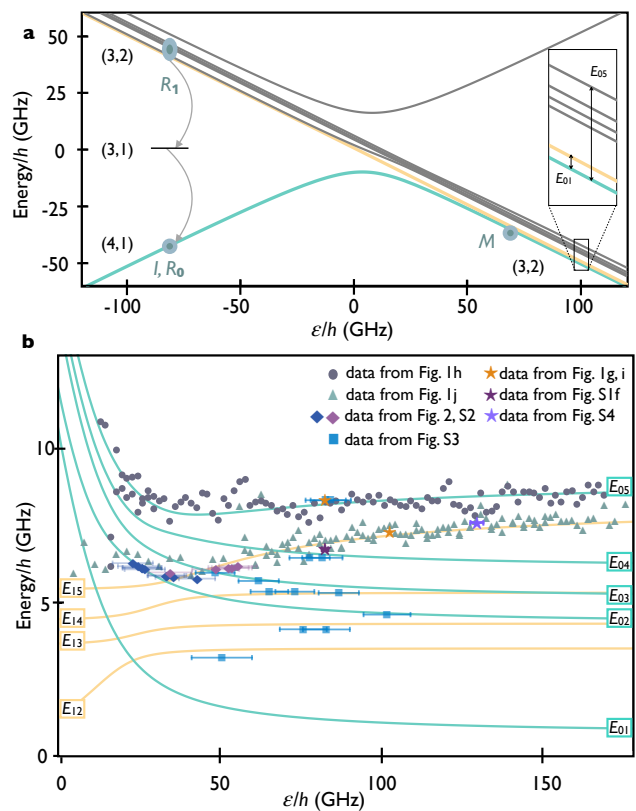 a
Energy/h (GHz)
50
25
0
-25
-50
(3,2)
R₁
(3,1)
(4,1)
I, R₀
M
(3,2)
E₀₅
E₀₁
-100
-50
0
50
100
ε/h (GHz)
b
Energy/h (GHz)
10
5
0
data from Fig. 1h
data from Fig. 1g, i
data from Fig. 1j
data from Fig. S1f
data from Fig. 2, S2
data from Fig. S4
data from Fig. S3
E₀₅
E₀₄
E₀₃
E₀₂
E₀₁
E₁₅
E₁₄
E₁₃
E₁₂
0
50
100
150
ε/h (GHz)